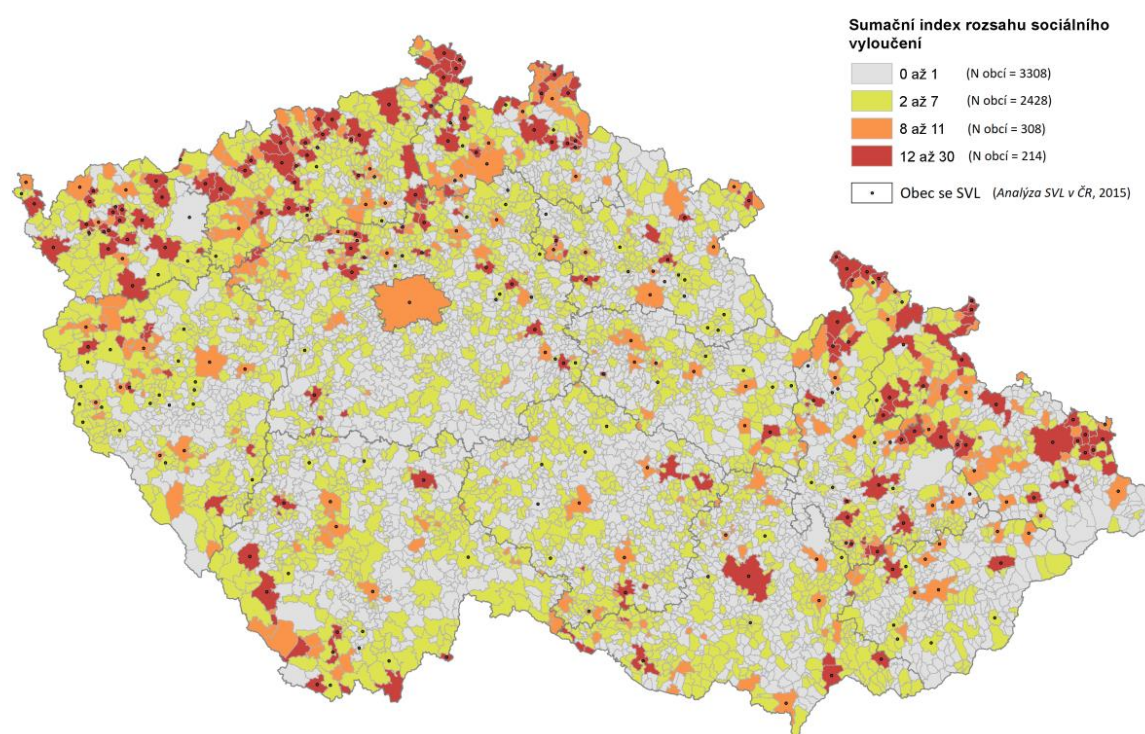 Sumační index rozsahu sociálního
vyloučení
0 až 1 (N obcí = 3308)
2 až 7 (N obcí = 2428)
8 až 11 (N obcí = 308)
12 až 30 (N obcí = 214)
Obec se SVL (Analýza SVL v ČR, 2015)